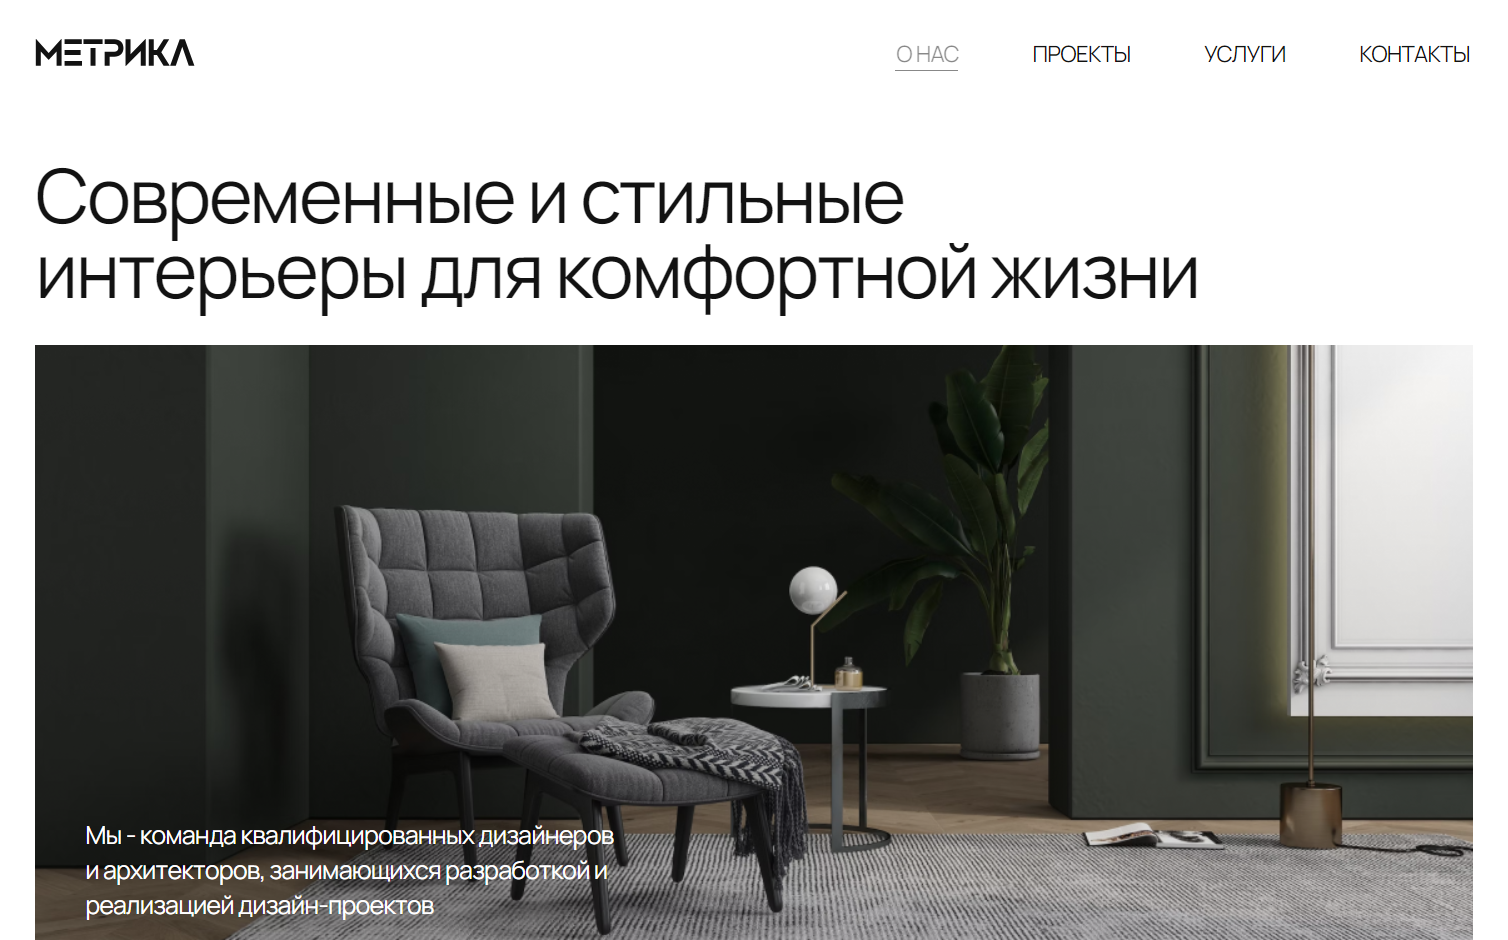 МЕТРИКА
О НАС
ПРОЕКТЫ
УСЛУГИ
КОНТАКТЫ
Современные и стильные
интерьеры для комфортной жизни
Мы - команда квалифицированных дизайнеров
и архитекторов, занимающихся разработкой и
реализацией дизайн-проектов